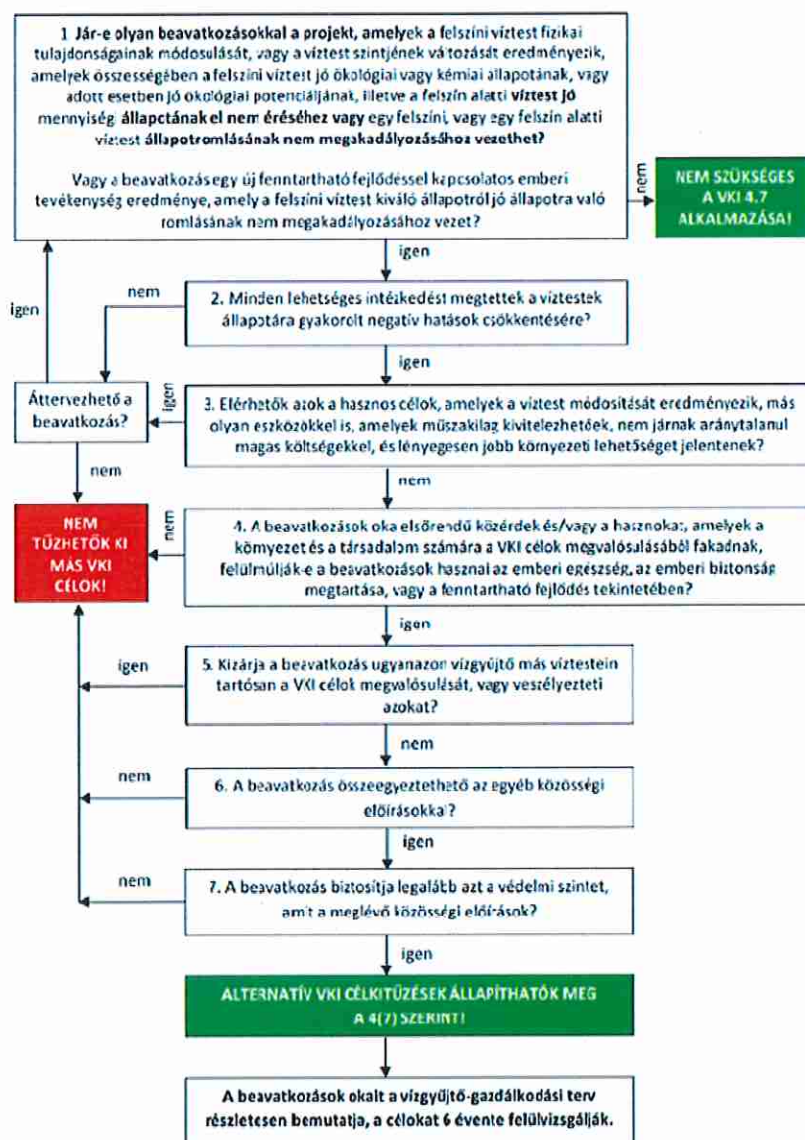 1 Jár-e olyan beavatkozásokkal a projekt, amelyek a felszíni víztest fizikai
tulajdonságainak módosulását, vagy a víztest szintjének változását eredményezik,
amelyek összességében a felszíni víztest jó ökológiai vagy kémiai állapotának, vagy
adott esetben jó ökológiai potenciáljának, illetve a felszín alatti víztest jó
mennyiség állapotának el nem éréséhez vagy egy felszíni, vagy egy felszín alatti
víztest állapotromlásának nem megakadályozásához vezethet?
Vagy a beavatkozás egy új fenntartható fejlődéssel kapcsolatos emberi
tevékenység eredménye, amely a felszíni víztest kiváló állapotról jó állapotra való
romlásának nem megakadályozásához vezet?
nem
NEM SZÜKSÉGES
A VKI 4.7
ALKALMAZÁSA!
igen
igen
nem
2. Minden lehetséges intézkedést megtettek a víztestek
állapotára gyakorolt negatív hatások csökkentésére?
igen
Áttervezhető a
beavatkozás?
igen
3. Elérhetők azok a hasznos célok, amelyek a víztest módosítását eredményezik, más
olyan eszközökkel is, amelyek műszakilag kivitelezhetőek, nem járnak aránytalanul
magas költségekkel, és lényegesen jobb környezeti lehetőséget jelentenek?
nem
nem
NEM
TŰZHETŐK KI
MÁS VKI
CÉLOK!
nem
4. A beavatkozások oka elsőrendű közérdek és/vagy a hasznokat, amelyek a
környezet és a társadalom számára a VKI célok megvalósulásából fakadnak,
felülmúlják-e a beavatkozások hasznai az emberi egészség, az emberi biztonság
megtartása, vagy a fenntartható fejlődés tekintetében?
igen
igen
5. Kizárja a beavatkozás ugyanazon vízgyűjtő más víztestein
tartósan a VKI célok megvalósulását, vagy veszélyezteti
azokat?
nem
nem
6. A beavatkozás összeegyeztethető az egyéb közösségi
előírásokkal?
igen
nem
7. A beavatkozás biztosítja legalább azt a védelmi szintet,
amit a meglévő közösségi előírások?
igen
ALTERNATÍV VKI CÉLKITŰZÉSEK ÁLLAPÍTHATÓK MEG
A 4(7) SZERINT!
A beavatkozások okait a vízgyűjtő-gazdálkodási terv
részletesen bemutatja, a célokat 6 évente felülvizsgálják.